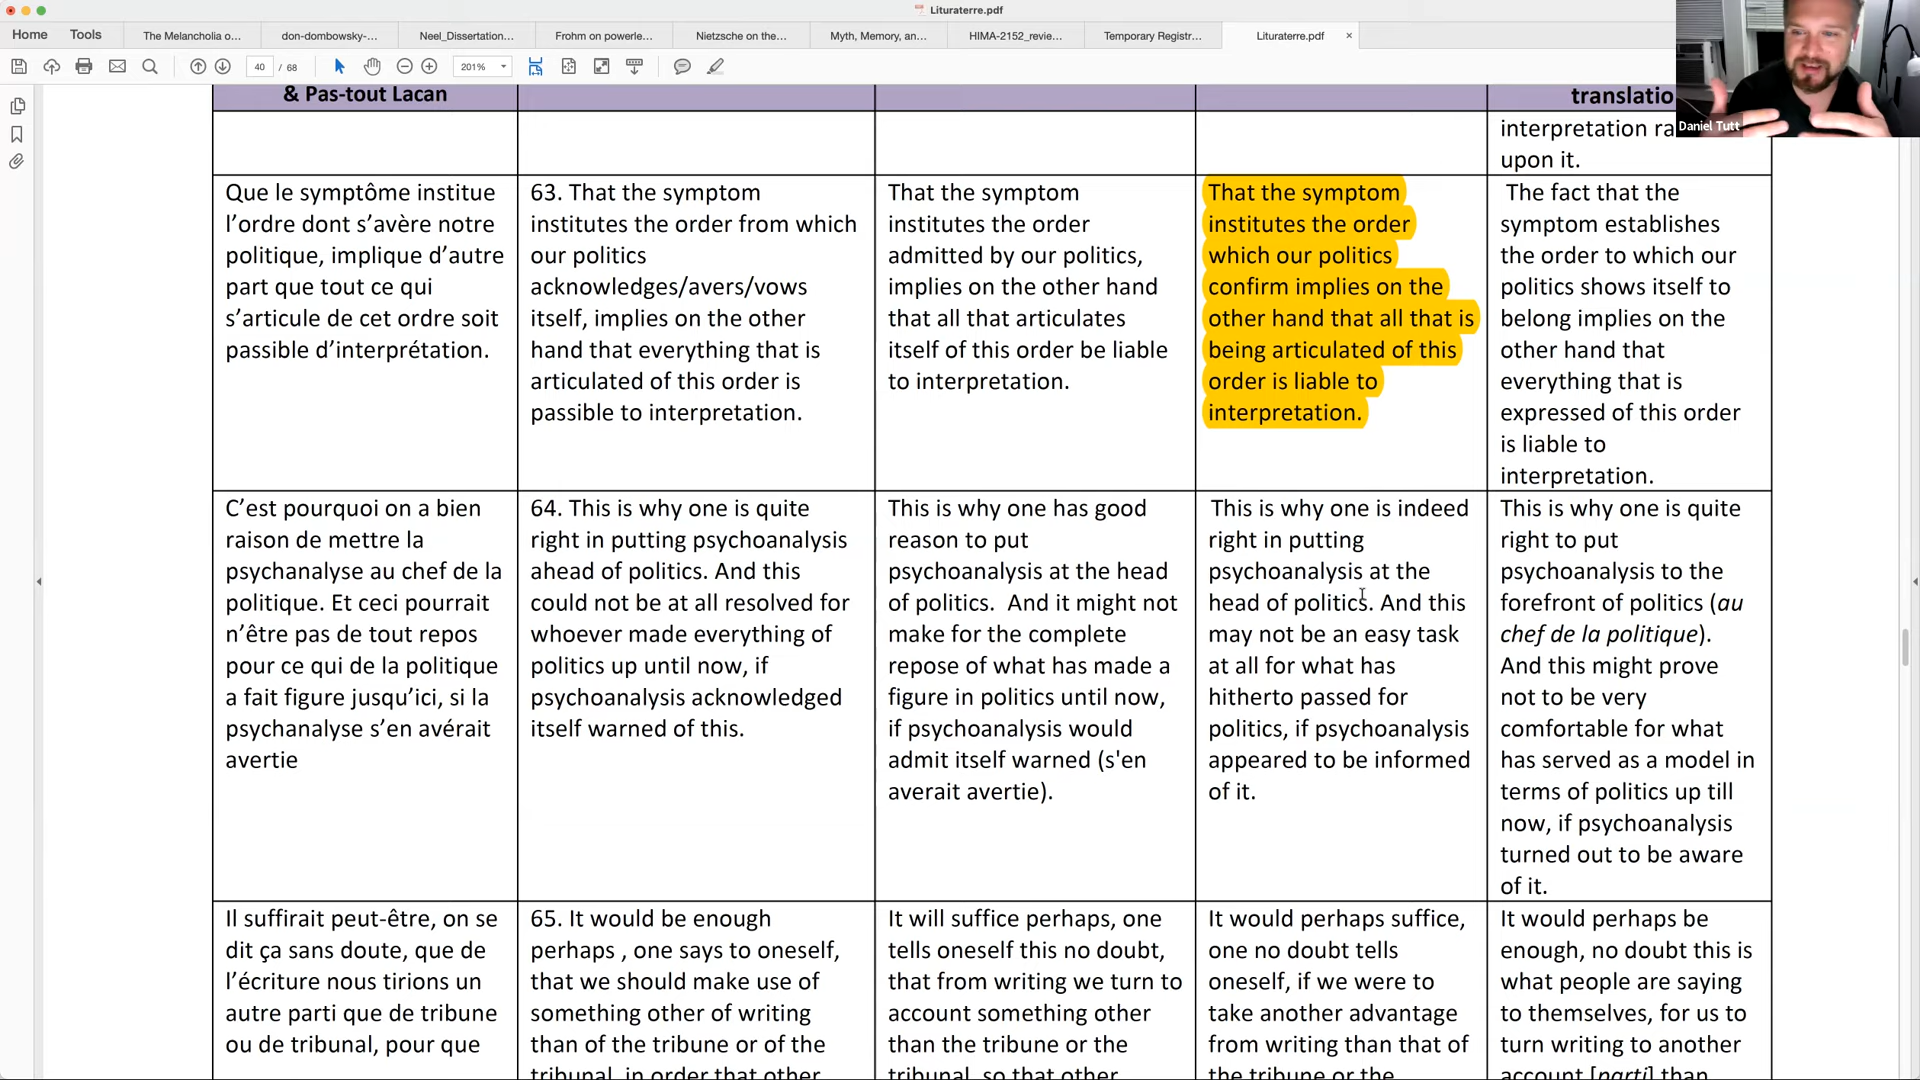 Lituraterre.pdf
Home
Tools
The Melancholia o...
don-dombowsky-...
Neel_Dissertation...
Frohm on powerle...
Nietzsche on the...
Myth, Memory, an...
HIMA-2152_revie...
Temporary Registr...
Lituraterre.pdf
40 / 68
201%
Daniel Tutt
& Pas-tout Lacan
translatio
interpretation ra
upon it.
Que le symptôme institue
l’ordre dont s’avère notre
politique, implique d’autre
part que tout ce qui
s’articule de cet ordre soit
passible d’interprétation.
63. That the symptom
institutes the order from which
our politics
acknowledges/avers/vows
itself, implies on the other
hand that everything that is
articulated of this order is
passible to interpretation.
That the symptom
institutes the order
admitted by our politics,
implies on the other hand
that all that articulates
itself of this order be liable
to interpretation.
That the symptom
institutes the order
which our politics
confirm implies on the
other hand that all that is
being articulated of this
order is liable to
interpretation.
The fact that the
symptom establishes
the order to which our
politics shows itself to
belong implies on the
other hand that
everything that is
expressed of this order
is liable to
interpretation.
C’est pourquoi on a bien
raison de mettre la
psychanalyse au chef de la
politique. Et ceci pourrait
n’être pas de tout repos
pour ce qui de la politique
a fait figure jusqu’ici, si la
psychanalyse s’en avérait
avertie
64. This is why one is quite
right in putting psychoanalysis
ahead of politics. And this
could not be at all resolved for
whoever made everything of
politics up until now, if
psychoanalysis acknowledged
itself warned of this.
This is why one has good
reason to put
psychoanalysis at the head
of politics. And it might not
make for the complete
repose of what has made a
figure in politics until now,
if psychoanalysis would
admit itself warned (s'en
averait avertie).
This is why one is indeed
right in putting
psychoanalysis at the
head of politics. And this
may not be an easy task
at all for what has
hitherto passed for
politics, if psychoanalysis
appeared to be informed
of it.
This is why one is quite
right to put
psychoanalysis to the
forefront of politics (au
chef de la politique).
And this might prove
not to be very
comfortable for what
has served as a model in
terms of politics up till
now, if psychoanalysis
turned out to be aware
of it.
Il suffirait peut-être, on se
dit ça sans doute, que de
l’écriture nous tirions un
autre parti que de tribune
ou de tribunal, pour que
65. It would be enough
perhaps , one says to oneself,
that we should make use of
something other of writing
than of the tribune or of the
tribunal, in order that other
It will suffice perhaps, one
tells oneself this no doubt,
that from writing we turn to
account something other
than the tribune or the
tribunal, so that other
It would perhaps suffice,
one no doubt tells
oneself, if we were to
take another advantage
from writing than that of
the tribune or the
It would perhaps be
enough, no doubt this is
what people are saying
to themselves, for us to
turn writing to another
account [parti] than